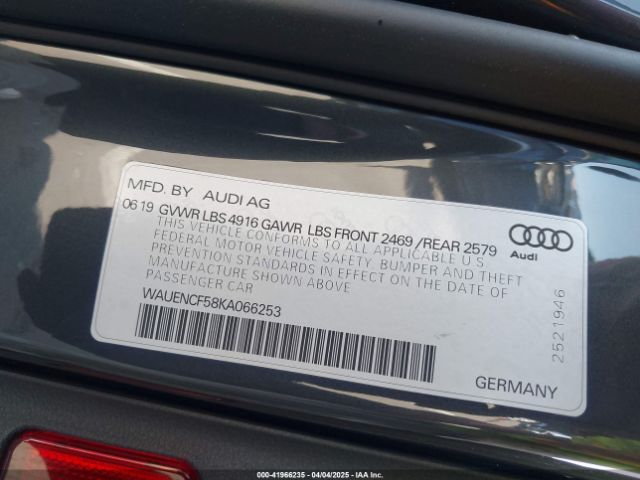 MFD. BY AUDI AG
06 19 GVWR LBS 4916 GAWR LBS FRONT 2469 /REAR 2579
THIS VEHICLE CONFORMS TO ALL APPLICABLE U.S
FEDERAL MOTOR VEHICLE SAFETY, BUMPER AND THEFT
PREVENTION STANDARDS IN EFFECT ON THE DATE OF
MANUFACTURE SHOWN ABOVE
PASSENGER CAR
WAUENCF58KA066253
Audi
2521946
GERMANY
000-41966235 - 04/04/2025 - IAA Inc.